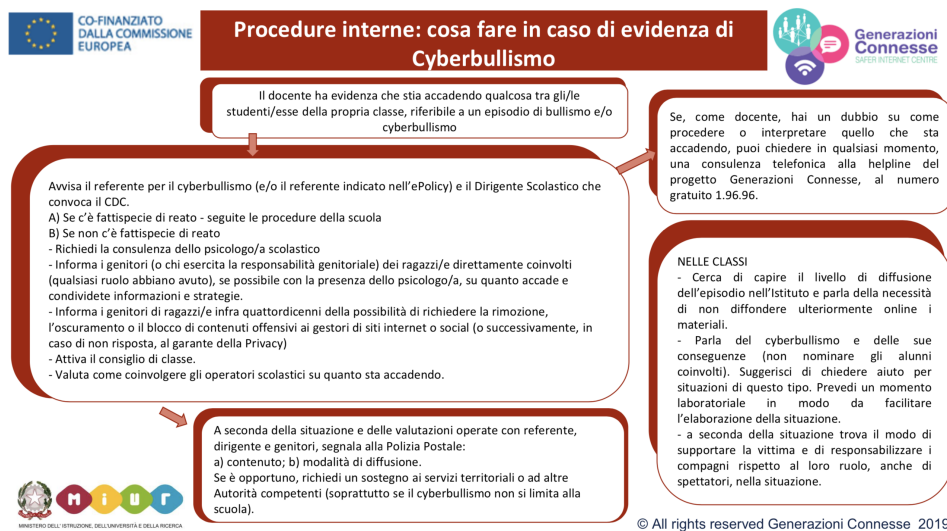 CO-FINANZIATO
DALLA COMMISSIONE
EUROPEA
Procedure interne: cosa fare in caso di evidenza di
Cyberbullismo
Generazioni
Connesse
SAFER INTERNET CENTRE
Il docente ha evidenza che stia accadendo qualcosa tra gli/le
studenti/esse della propria classe, riferibile a un episodio di bullismo e/o
cyberbullismo
Se, come docente, hai un dubbio su come
procedere o interpretare quello che sta
accadendo, puoi chiedere in qualsiasi momento,
una consulenza telefonica alla helpline del
progetto Generazioni Connesse, al numero
gratuito 1.96.96.
Avvisa il referente per il cyberbullismo (e/o il referente indicato nell'ePolicy) e il Dirigente Scolastico che
convoca il CDC.
A) Se c'è fattispecie di reato - seguite le procedure della scuola
B) Se non c'è fattispecie di reato
- Richiedi la consulenza dello psicologo/a scolastico
- Informa i genitori (o chi esercita la responsabilità genitoriale) dei ragazzi/e direttamente coinvolti
(qualsiasi ruolo abbiano avuto), se possibile con la presenza dello psicologo/a, su quanto accade e
condividete informazioni e strategie.
- Informa i genitori di ragazzi/e infra quattordicenni della possibilità di richiedere la rimozione,
l'oscuramento o il blocco di contenuti offensivi ai gestori di siti internet o social (o successivamente, in
caso di non risposta, al garante della Privacy)
- Attiva il consiglio di classe.
- Valuta come coinvolgere gli operatori scolastici su quanto sta accadendo.
NELLE CLASSI
- Cerca di capire il livello di diffusione
dell'episodio nell'Istituto e parla della necessità
di non diffondere ulteriormente online i
materiali.
- Parla del cyberbullismo e delle sue
conseguenze (non nominare gli alunni
coinvolti). Suggerisci di chiedere aiuto per
situazioni di questo tipo. Prevedi un momento
laboratoriale in modo da facilitare
l'elaborazione della situazione.
- a seconda della situazione trova il modo di
supportare la vittima e di responsabilizzare i
compagni rispetto al loro ruolo, anche di
spettatori, nella situazione.
A seconda della situazione e delle valutazioni operate con referente,
dirigente e genitori, segnala alla Polizia Postale:
a) contenuto; b) modalità di diffusione.
Se è opportuno, richiedi un sostegno ai servizi territoriali o ad altre
Autorità competenti (soprattutto se il cyberbullismo non si limita alla
scuola).
miur
MINISTERO DELL' ISTRUZIONE, DELL'UNIVERSITÀ E DELLA RICERCA
© All rights reserved Generazioni Connesse 2019